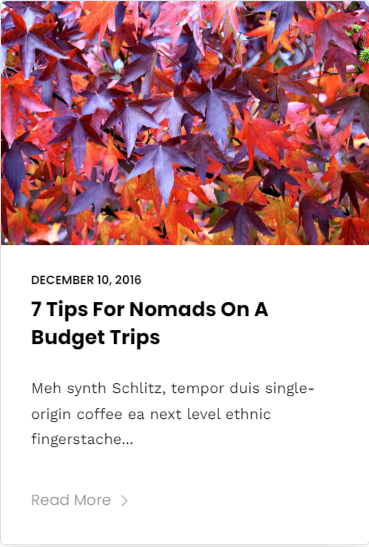 DECEMBER 10, 2016
7 Tips For Nomads On A
Budget Trips
Meh synth Schlitz, tempor duis single-
origin coffee ea next level ethnic
fingerstache...
Read More